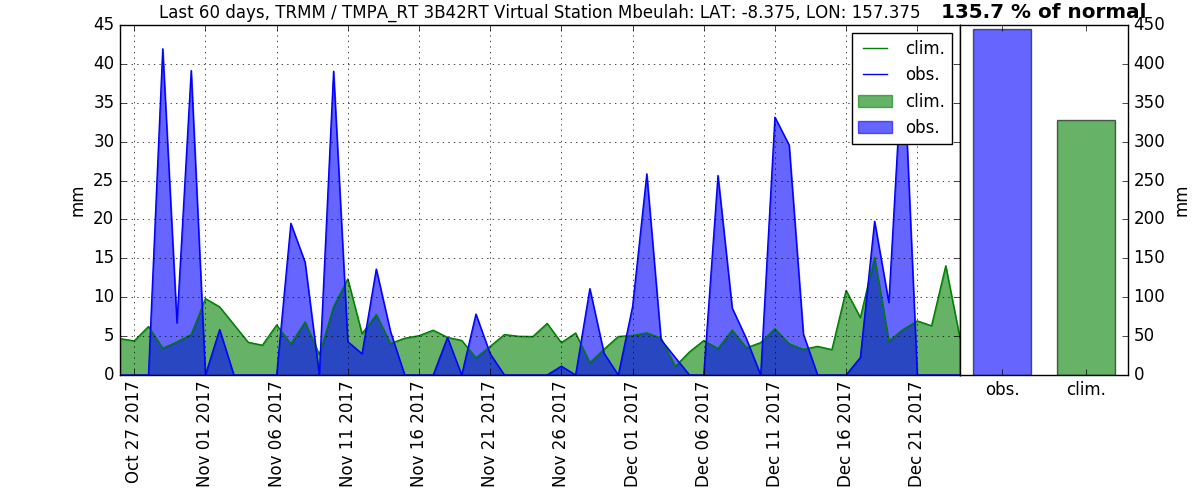 Last 60 days, TRMM / TMPA_RT 3B42RT Virtual Station Mbeulah: LAT: -8.375, LON: 157.375
135.7 % of normal
45
40
35
30
25
20
15
10
5
0
mm
clim.
obs.
clim.
obs.
Oct 27 2017
Nov 01 2017
Nov 06 2017
Nov 11 2017
Nov 16 2017
Nov 21 2017
Nov 26 2017
Dec 01 2017
Dec 06 2017
Dec 11 2017
Dec 16 2017
Dec 21 2017
450
400
350
300
250
200
150
100
50
0
mm
obs.
clim.